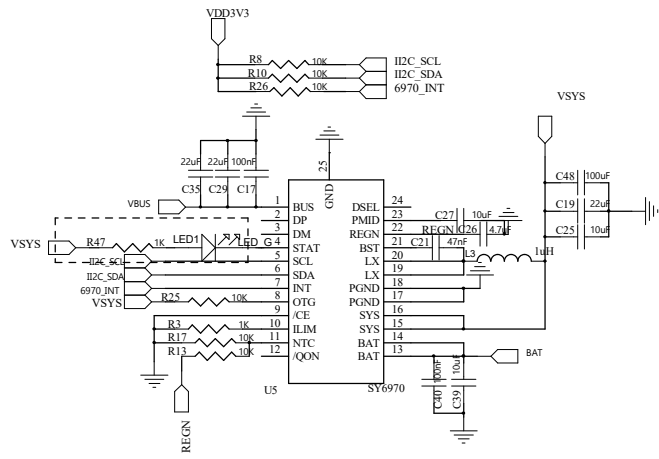 VDD3V3
R8 10K II2C_SCL
R10 10K II2C_SDA
R26 10K 6970_INT
VSYS
22uF 22uF 100nF
C35 C29 C17
25
GND
C48 100uF
C19 22uF
C25 10uF
VBUS
1 BUS DSEL 24
2 DP PMID 23 C27 10uF
3 DM REGN 22 REGN C26 4.7uF
VSYS R47 1K LED1 LED_G 4 STAT BST 21 C21 47nF
II2C_SCL 5 SCL LX 20 L3 1uH
II2C_SDA 6 SDA LX 19
6970_INT 7 INT PGND 18
VSYS R25 10K 8 OTG PGND 17
9 /CE SYS 16
R3 1K 10 ILIM SYS 15
R17 10K 11 NTC BAT 14
R13 10K 12 /QON BAT 13 BAT
100nF 10uF
C40 C39
U5 SY6970
REGN